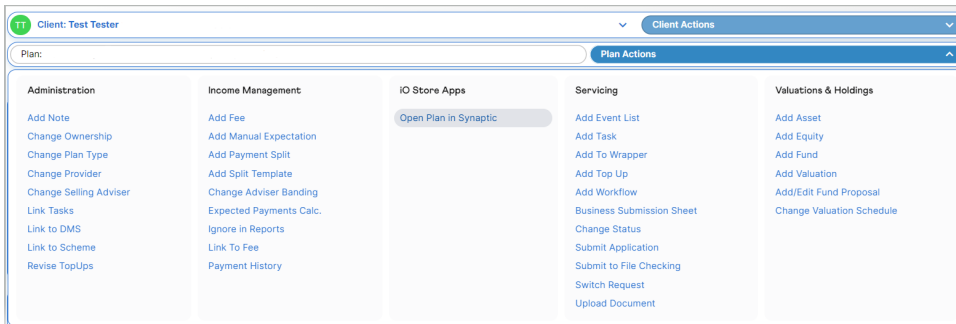 TT Client: Test Tester Client Actions
Plan: Plan Actions
Administration
Add Note
Change Ownership
Change Plan Type
Change Provider
Change Selling Adviser
Link Tasks
Link to DMS
Link to Scheme
Revise TopUps
Income Management
Add Fee
Add Manual Expectation
Add Payment Split
Add Split Template
Change Adviser Banding
Expected Payments Calc.
Ignore in Reports
Link To Fee
Payment History
iO Store Apps
Open Plan in Synaptic
Servicing
Add Event List
Add Task
Add To Wrapper
Add Top Up
Add Workflow
Business Submission Sheet
Change Status
Submit Application
Submit to File Checking
Switch Request
Upload Document
Valuations & Holdings
Add Asset
Add Equity
Add Fund
Add Valuation
Add/Edit Fund Proposal
Change Valuation Schedule